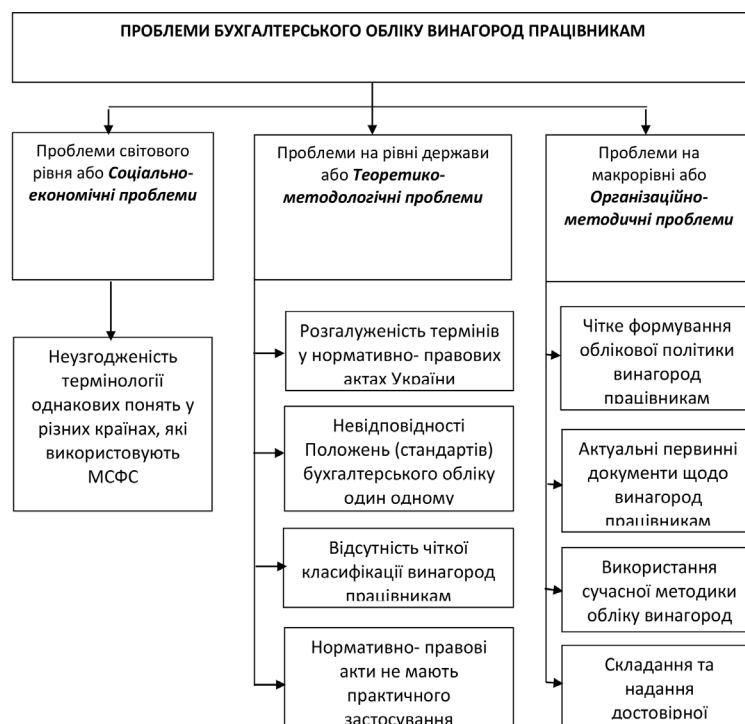 ПРОБЛЕМИ БУХГАЛТЕРСЬКОГО ОБЛІКУ ВИНАГОРОД ПРАЦІВНИКАМ
Проблеми світового
рівня або Соціально-
економічні проблеми
Проблеми на рівні держави
або Теоретико-
методологічні проблеми
Проблеми на
макрорівні або
Організаційно-
методичні проблеми
Неузгодженість
термінології
однакових понять у
різних країнах, які
використовують
МСФС
Розгалуженість термінів
у нормативно- правових
актах України
Невідповідності
Положень (стандартів)
бухгалтерського обліку
один одному
Відсутність чіткої
класифікації винагород
працівникам
Нормативно- правові
акти не мають
практичного
застосування
Чітке формування
облікової політики
винагород
працівникам
Актуальні первинні
документи щодо
винагород
працівникам
Використання
сучасної методики
обліку винагород
Складання та
надання
достовірної